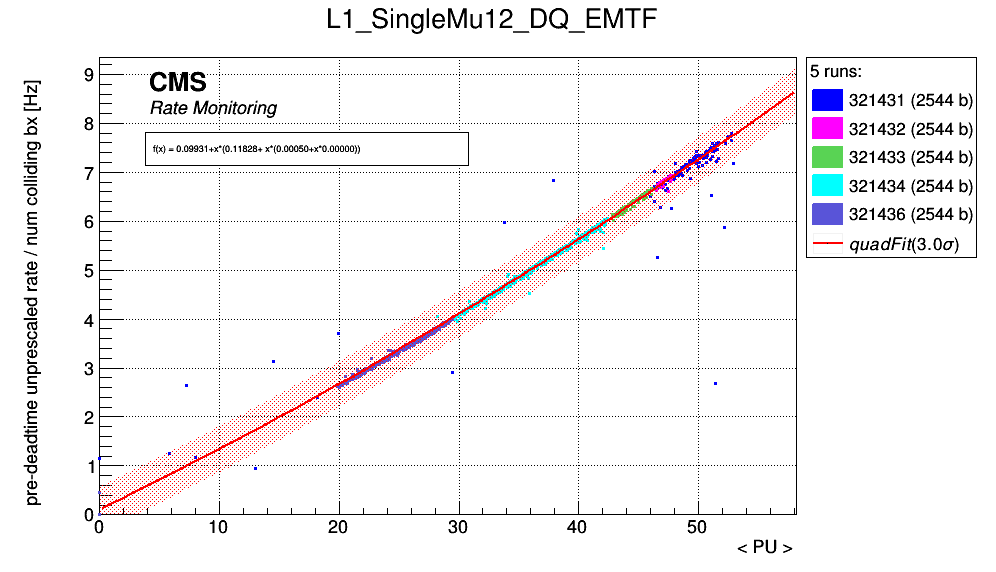 L1_SingleMu12_DQ_EMTF
pre-deadtime unprescaled rate / num colliding bx [Hz]
9
8
7
6
5
4
3
2
1
0
CMS
Rate Monitoring
f(x) = 0.09931+x*(0.11828+ x*(0.00050+x*0.00000))
0 10 20 30 40 50
< PU >
5 runs:
321431 (2544 b)
321432 (2544 b)
321433 (2544 b)
321434 (2544 b)
321436 (2544 b)
quadFit(3.0σ)